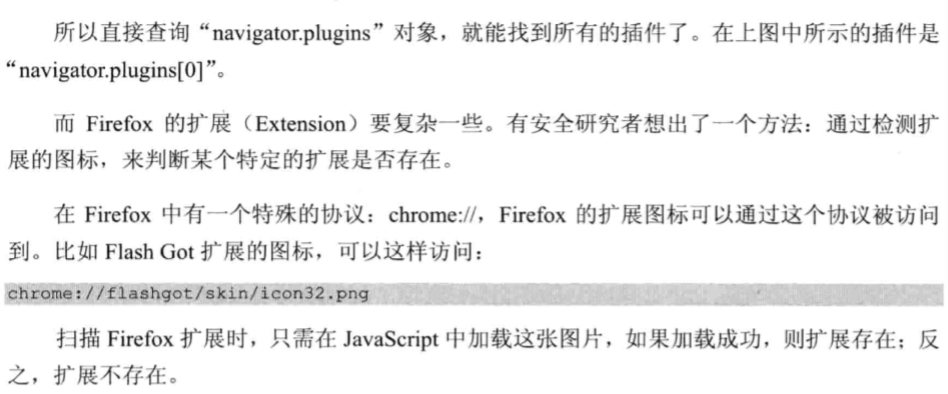 所以直接查询“navigator.plugins”对象，就能找到所有的插件了。在上图中所示的插件是
“navigator.plugins[0]”。
而 Firefox 的扩展（Extension）要复杂一些。有安全研究者想出了一个方法：通过检测扩
展的图标，来判断某个特定的扩展是否存在。
在 Firefox 中有一个特殊的协议：chrome://，Firefox 的扩展图标可以通过这个协议被访问
到。比如 Flash Got 扩展的图标，可以这样访问：
chrome://flashgot/skin/icon32.png
扫描 Firefox 扩展时，只需在 JavaScript 中加载这张图片，如果加载成功，则扩展存在；反
之，扩展不存在。